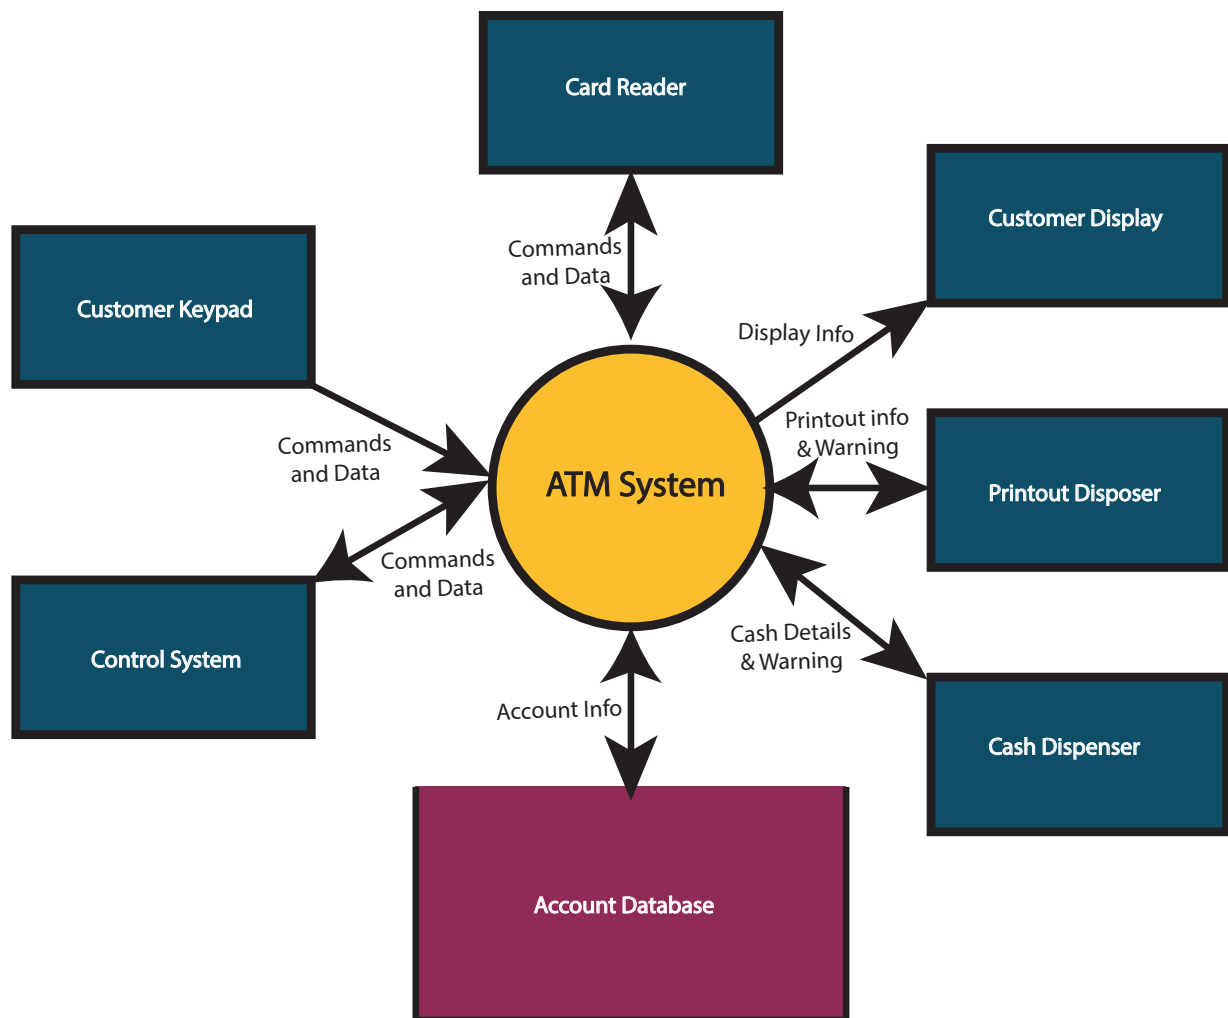 Card Reader
Customer Display
Commands
and Data
Customer Keypad
Display Info
Printout info
& Warning
Commands
and Data
ATM System
Printout Disposer
Commands
and Data
Cash Details
& Warning
Control System
Account Info
Cash Dispenser
Account Database